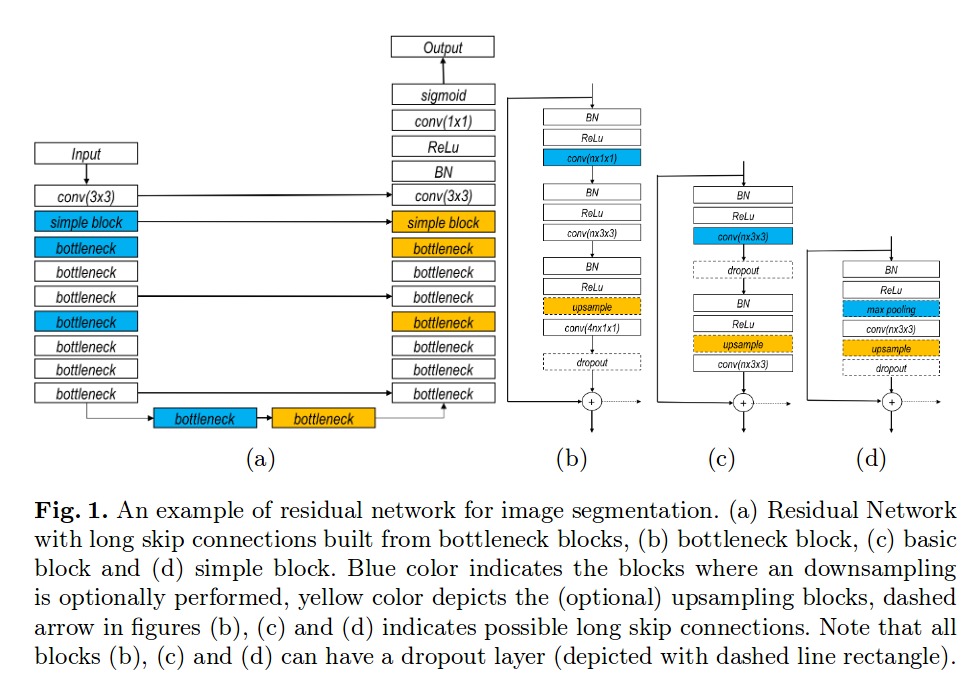 Input
conv(3x3)
simple block
bottleneck
bottleneck
bottleneck
bottleneck
bottleneck
bottleneck
bottleneck
bottleneck
bottleneck
Output
sigmoid
conv(1x1)
ReLu
BN
conv(3x3)
simple block
bottleneck
bottleneck
bottleneck
bottleneck
bottleneck
bottleneck
bottleneck
(a)
BN
ReLu
conv(nx1x1)
BN
ReLu
conv(nx3x3)
BN
ReLu
upsample
conv(4nx1x1)
dropout
+
(b)
BN
ReLu
conv(nx3x3)
dropout
BN
ReLu
upsample
conv(nx3x3)
+
(c)
BN
ReLu
max pooling
conv(nx3x3)
upsample
dropout
+
(d)
Fig. 1. An example of residual network for image segmentation. (a) Residual Network
with long skip connections built from bottleneck blocks, (b) bottleneck block, (c) basic
block and (d) simple block. Blue color indicates the blocks where an downsampling
is optionally performed, yellow color depicts the (optional) upsampling blocks, dashed
arrow in figures (b), (c) and (d) indicates possible long skip connections. Note that all
blocks (b), (c) and (d) can have a dropout layer (depicted with dashed line rectangle).